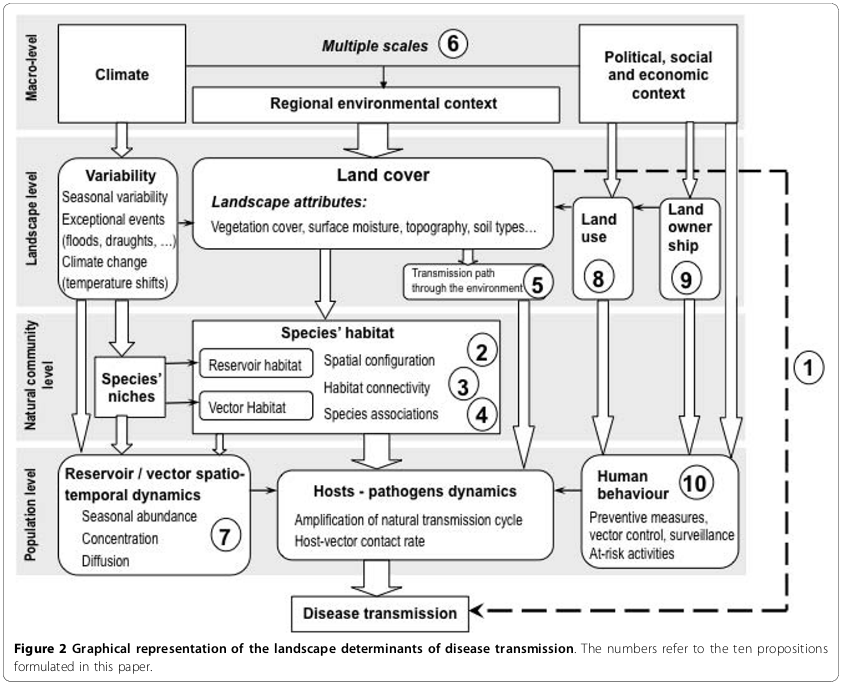 Macro-level
Climate
Multiple scales 6
Regional environmental context
Political, social
and economic
context
Landscape level
Variability
Seasonal variability
Exceptional events
(floods, draughts, ...)
Climate change
(temperature shifts)
Land cover
Landscape attributes:
Vegetation cover, surface moisture, topography, soil types...
Transmission path
through the environment
5
Land
use
8
Land
owner
ship
9
1
Natural community
level
Species'
niches
Species' habitat
Reservoir habitat
Vector Habitat
Spatial configuration
2
Habitat connectivity
3
Species associations
4
Population level
Reservoir / vector spatio-
temporal dynamics
Seasonal abundance
Concentration
Diffusion
7
Hosts - pathogens dynamics
Amplification of natural transmission cycle
Host-vector contact rate
Human
behaviour
10
Preventive measures,
vector control, surveillance
At-risk activities
Disease transmission
Figure 2 Graphical representation of the landscape determinants of disease transmission. The numbers refer to the ten propositions
formulated in this paper.